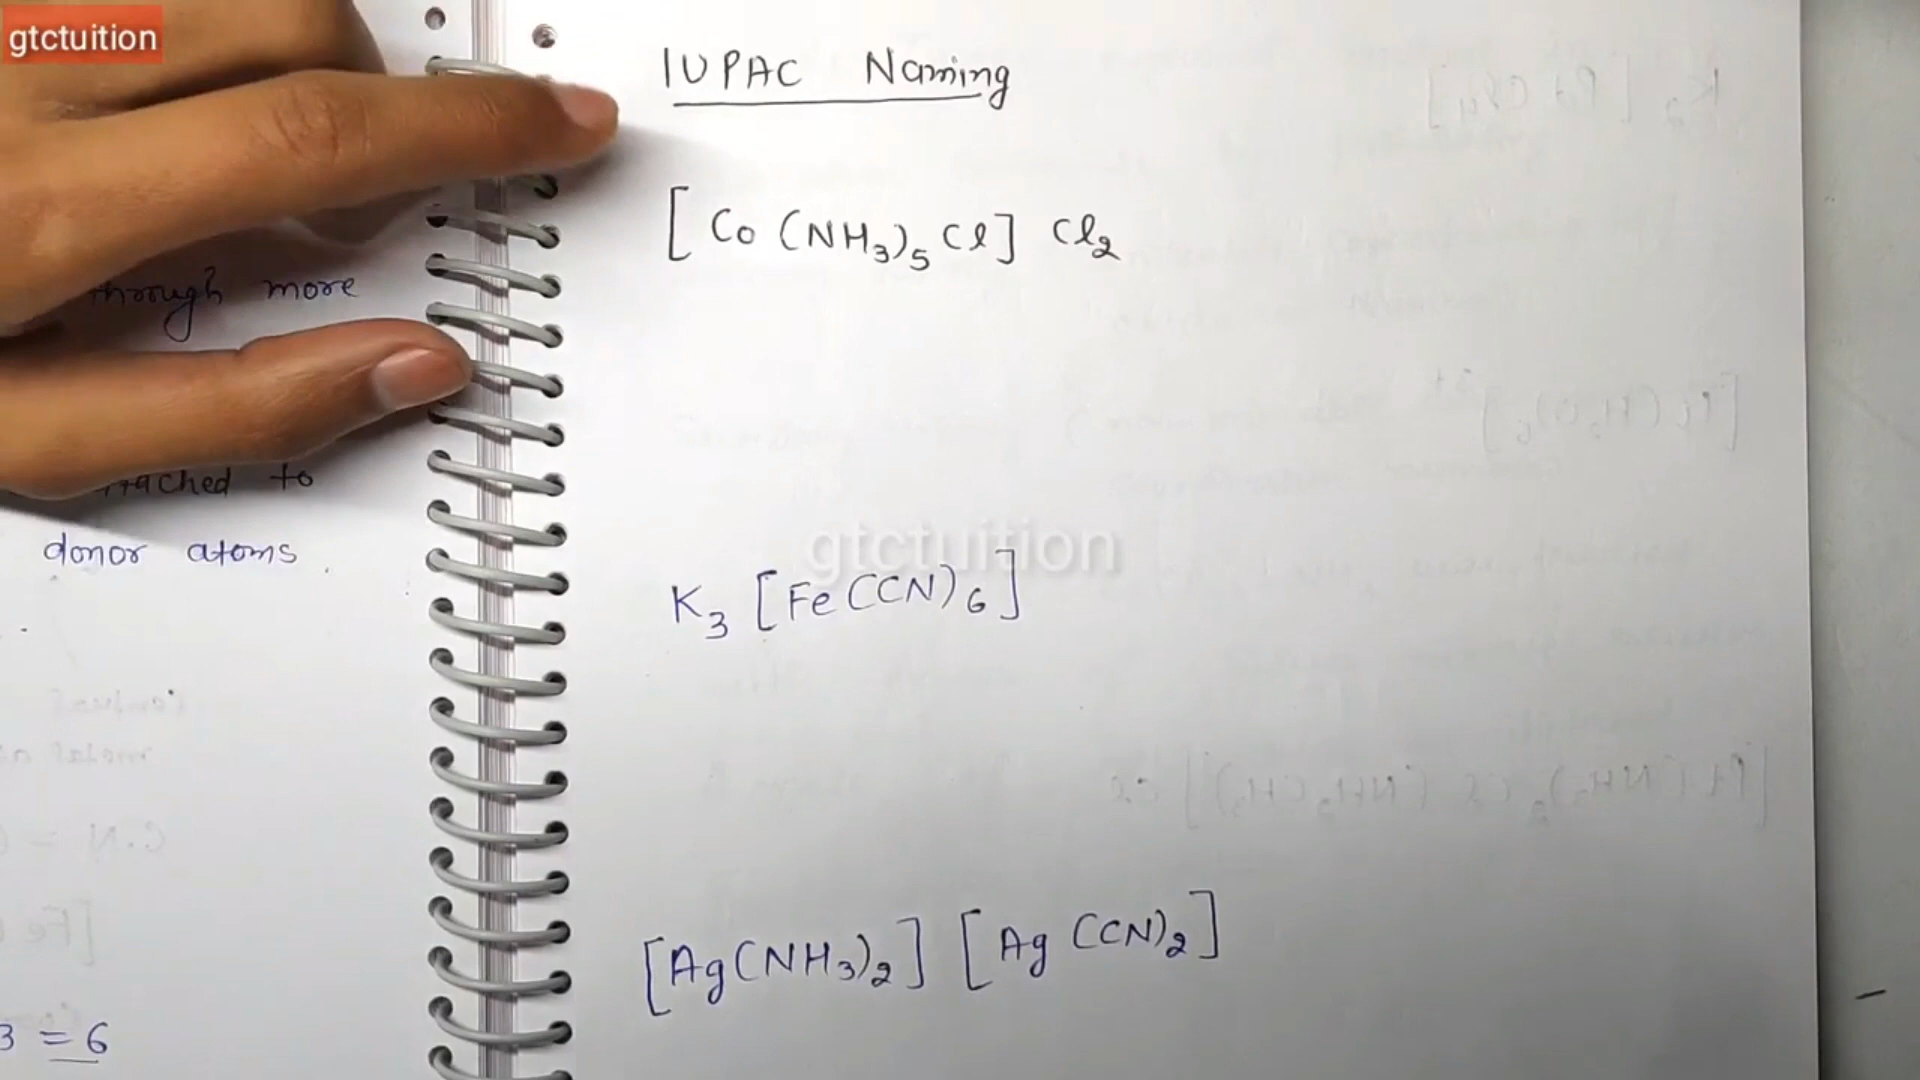 gtctuition
through more
to
donor atoms.
3 = 6
IUPAC Naming
[Co(NH3)5Cl]Cl2
gtctuition
K3[Fe(CN)6]
[Ag(NH3)2][Ag(CN)2]